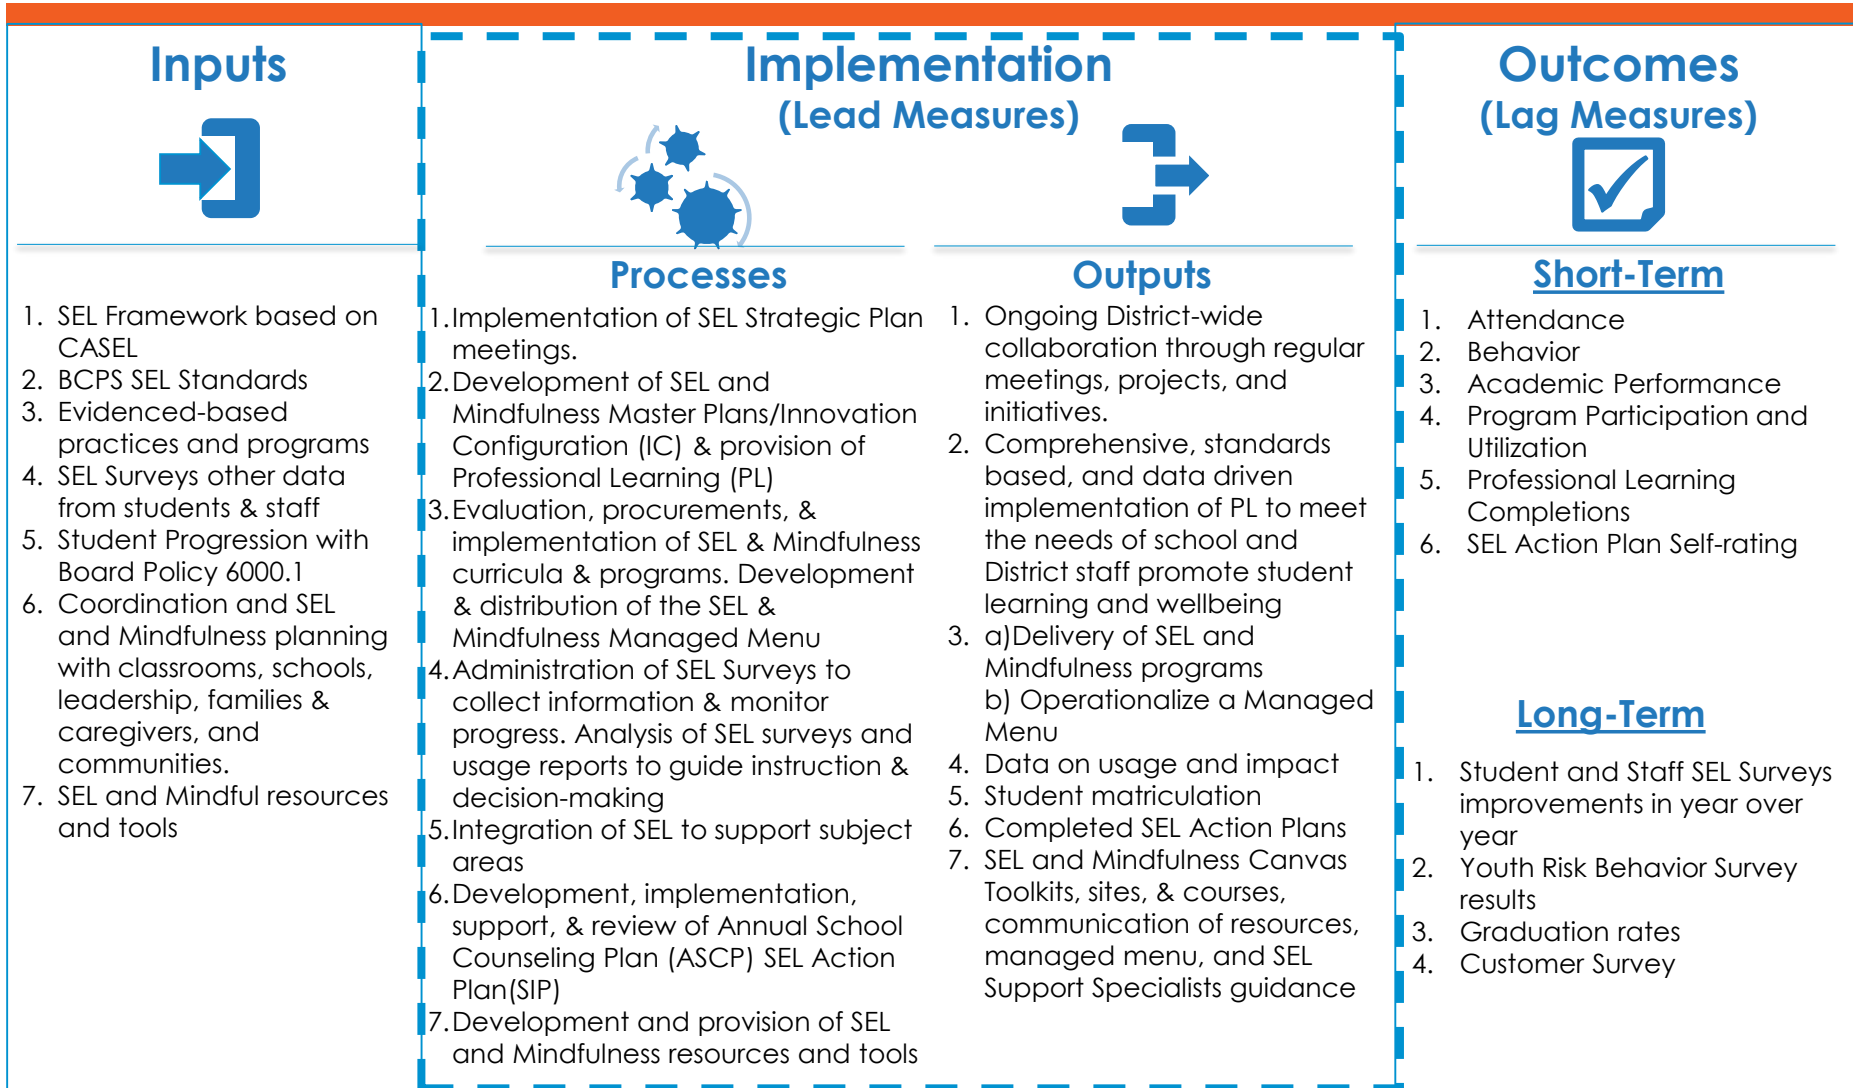 Inputs
1. SEL Framework based on
CASEL
2. BCPS SEL Standards
3. Evidenced-based
practices and programs
4. SEL Surveys other data
from students & staff
5. Student Progression with
Board Policy 6000.1
6. Coordination and SEL
and Mindfulness planning
with classrooms, schools,
leadership, families &
caregivers, and
communities.
7. SEL and Mindful resources
and tools
Implementation
(Lead Measures)
Processes
1.Implementation of SEL Strategic Plan
meetings.
2.Development of SEL and
Mindfulness Master Plans/Innovation
Configuration (IC) & provision of
Professional Learning (PL)
3.Evaluation, procurements, &
implementation of SEL & Mindfulness
curricula & programs. Development
& distribution of the SEL &
Mindfulness Managed Menu
4.Administration of SEL Surveys to
collect information & monitor
progress. Analysis of SEL surveys and
usage reports to guide instruction &
decision-making
5.Integration of SEL to support subject
areas
6.Development, implementation,
support, & review of Annual School
Counseling Plan (ASCP) SEL Action
Plan(SIP)
7.Development and provision of SEL
and Mindfulness resources and tools
Outputs
1. Ongoing District-wide
collaboration through regular
meetings, projects, and
initiatives.
2. Comprehensive, standards
based, and data driven
implementation of PL to meet
the needs of school and
District staff promote student
learning and wellbeing
3. a)Delivery of SEL and
Mindfulness programs
b) Operationalize a Managed
Menu
4. Data on usage and impact
5. Student matriculation
6. Completed SEL Action Plans
7. SEL and Mindfulness Canvas
Toolkits, sites, & courses,
communication of resources,
managed menu, and SEL
Support Specialists guidance
Outcomes
(Lag Measures)
Short-Term
1. Attendance
2. Behavior
3. Academic Performance
4. Program Participation and
Utilization
5. Professional Learning
Completions
6. SEL Action Plan Self-rating
Long-Term
1. Student and Staff SEL Surveys
improvements in year over
year
2. Youth Risk Behavior Survey
results
3. Graduation rates
4. Customer Survey